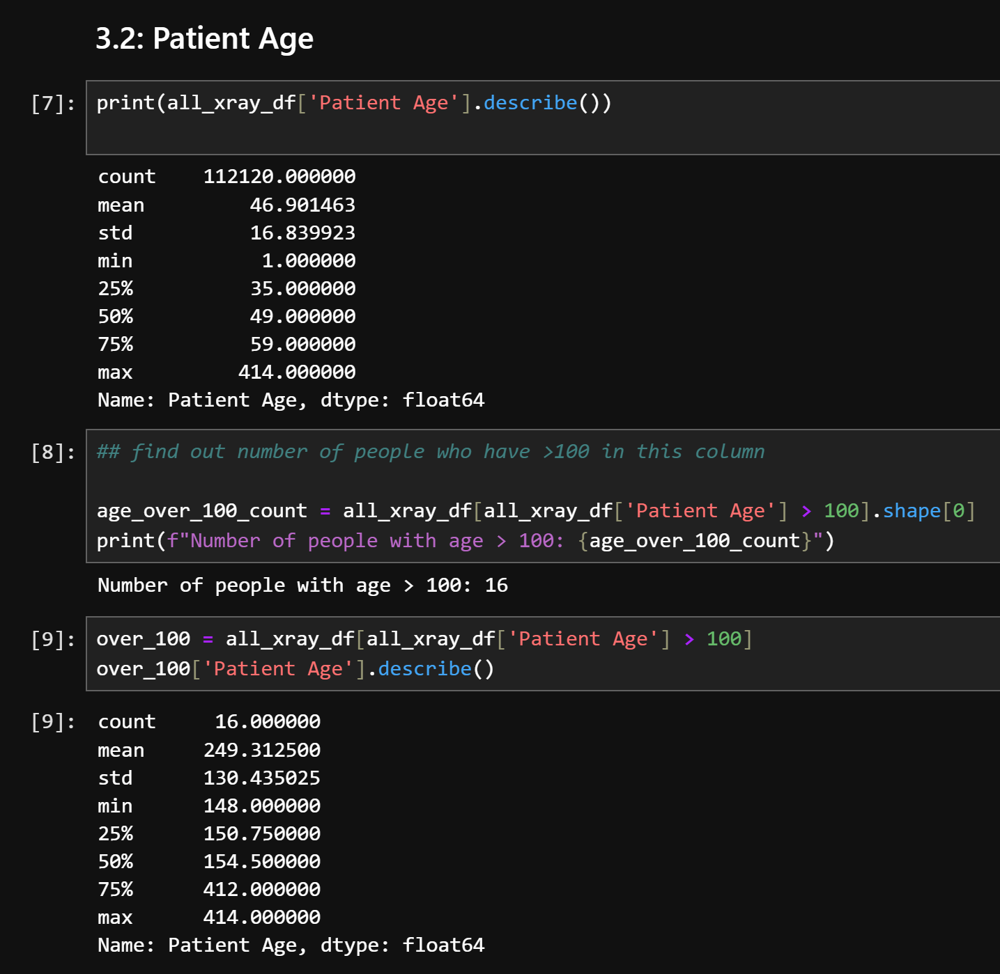 3.2: Patient Age
[7]: print(all_xray_df['Patient Age'].describe())
count    112120.000000
mean         46.901463
std          16.839923
min           1.000000
25%          35.000000
50%          49.000000
75%          59.000000
max         414.000000
Name: Patient Age, dtype: float64
[8]: ## find out number of people who have >100 in this column
age_over_100_count = all_xray_df[all_xray_df['Patient Age'] > 100].shape[0]
print(f"Number of people with age > 100: {age_over_100_count}")
Number of people with age > 100: 16
[9]: over_100 = all_xray_df[all_xray_df['Patient Age'] > 100]
over_100['Patient Age'].describe()
[9]: count     16.000000
mean     249.312500
std      130.435025
min      148.000000
25%      150.750000
50%      154.500000
75%      412.000000
max      414.000000
Name: Patient Age, dtype: float64